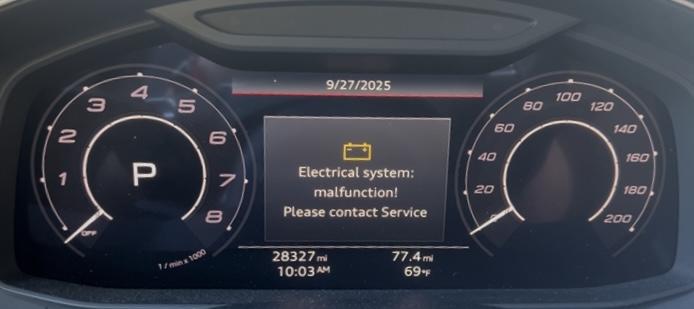 9/27/2025
1
2
3
4
5
6
7
8
P
OFF
1 / min x 1000
Electrical system:
malfunction!
Please contact Service
20
40
60
80
100
120
140
160
180
200
28327 mi
77.4 mi
10:03 AM
69°F